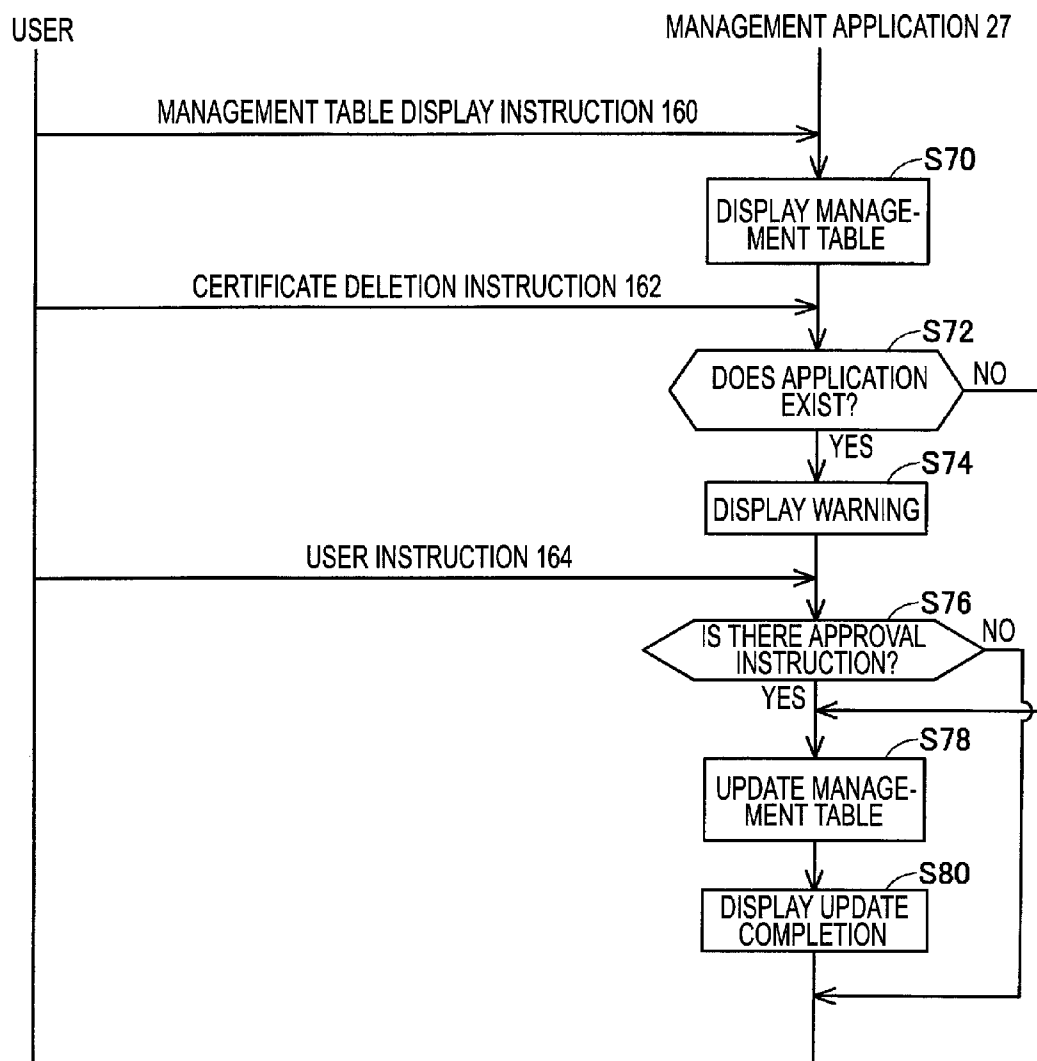 USER
MANAGEMENT APPLICATION 27
MANAGEMENT TABLE DISPLAY INSTRUCTION 160
S70
DISPLAY MANAGE-
MENT TABLE
CERTIFICATE DELETION INSTRUCTION 162
S72
DOES APPLICATION
EXIST?
NO
YES
S74
DISPLAY WARNING
USER INSTRUCTION 164
S76
IS THERE APPROVAL
INSTRUCTION?
NO
YES
S78
UPDATE MANAGE-
MENT TABLE
S80
DISPLAY UPDATE
COMPLETION